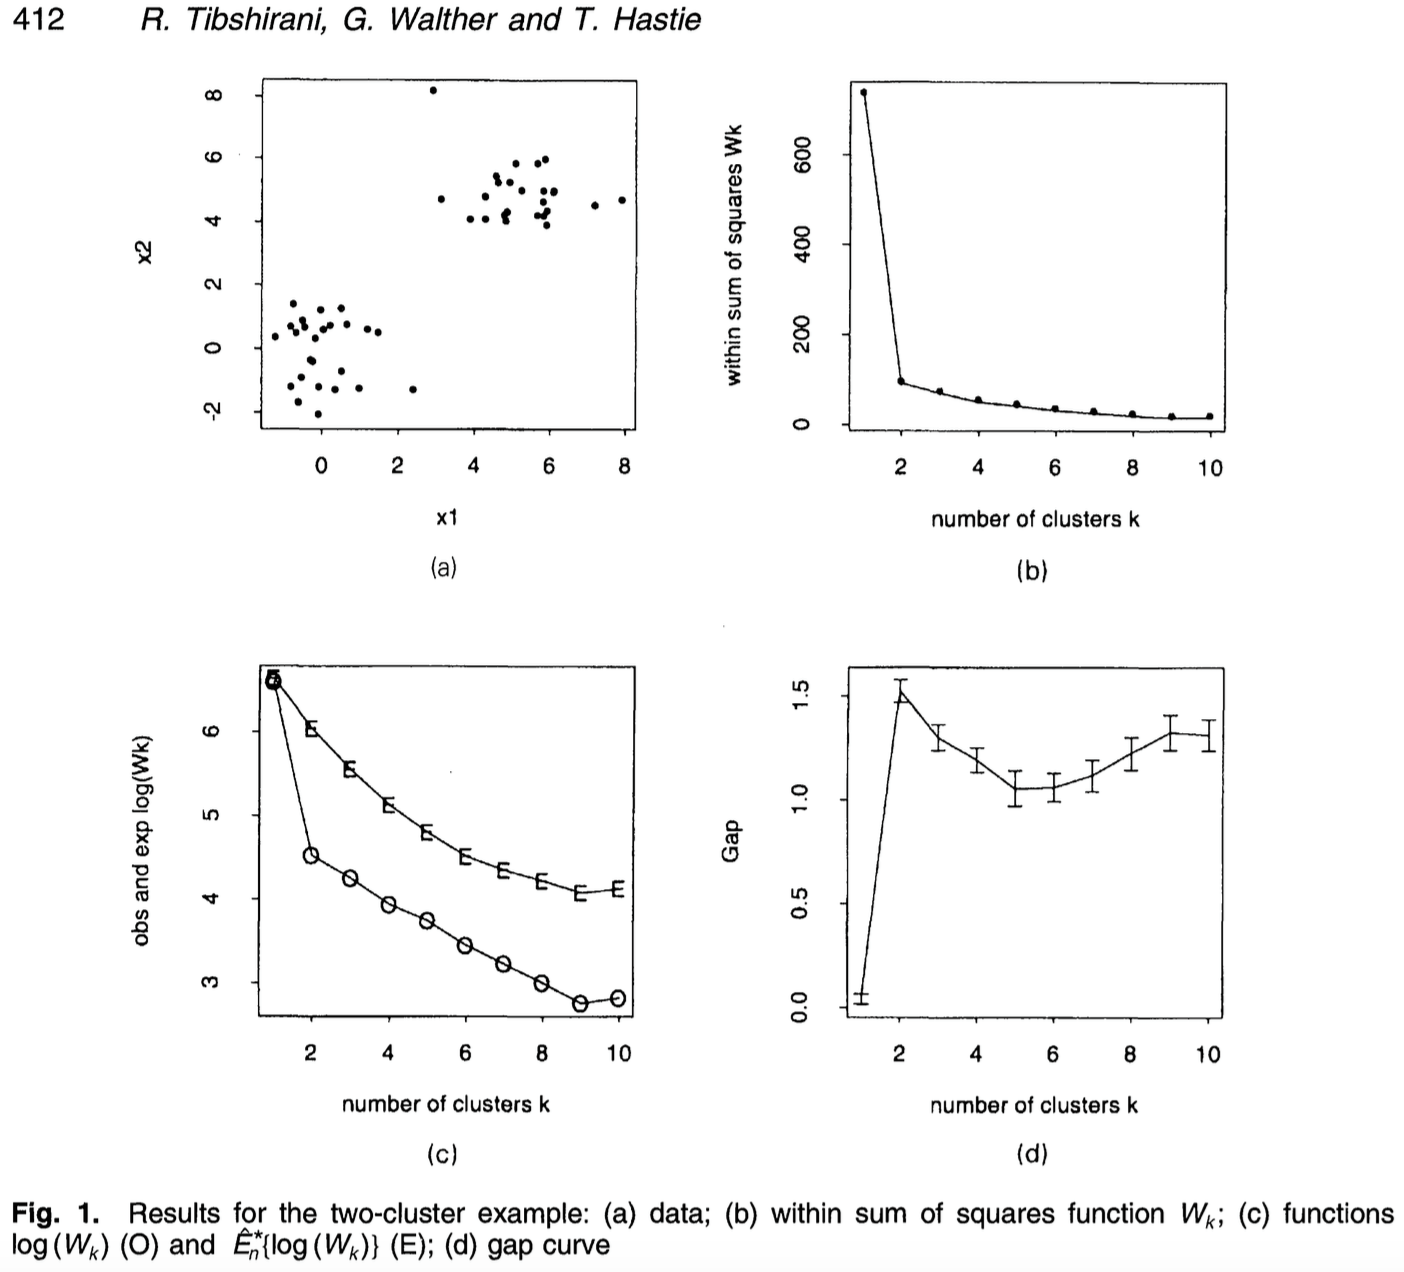 412 R. Tibshirani, G. Walther and T. Hastie
8
6
4
2
0
-2
x2
0 2 4 6 8
x1
(a)
600
400
200
0
within sum of squares Wk
2 4 6 8 10
number of clusters k
(b)
6
5
4
3
obs and exp log(Wk)
E
E
E
E
E
E
E
E
E
E
O
O
O
O
O
O
O
O
O
O
2 4 6 8 10
number of clusters k
(c)
1.5
1.0
0.5
0.0
Gap
2 4 6 8 10
number of clusters k
(d)
Fig. 1. Results for the two-cluster example: (a) data; (b) within sum of squares function Wₖ; (c) functions
log(Wₖ) (O) and Êₙ*{log(Wₖ)} (E); (d) gap curve